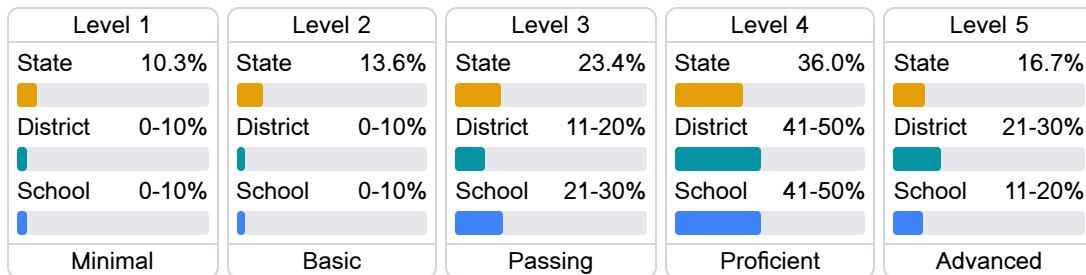 Level 1
State 10.3%
District 0-10%
School 0-10%
Minimal
Level 2
State 13.6%
District 0-10%
School 0-10%
Basic
Level 3
State 23.4%
District 11-20%
School 21-30%
Passing
Level 4
State 36.0%
District 41-50%
School 41-50%
Proficient
Level 5
State 16.7%
District 21-30%
School 11-20%
Advanced